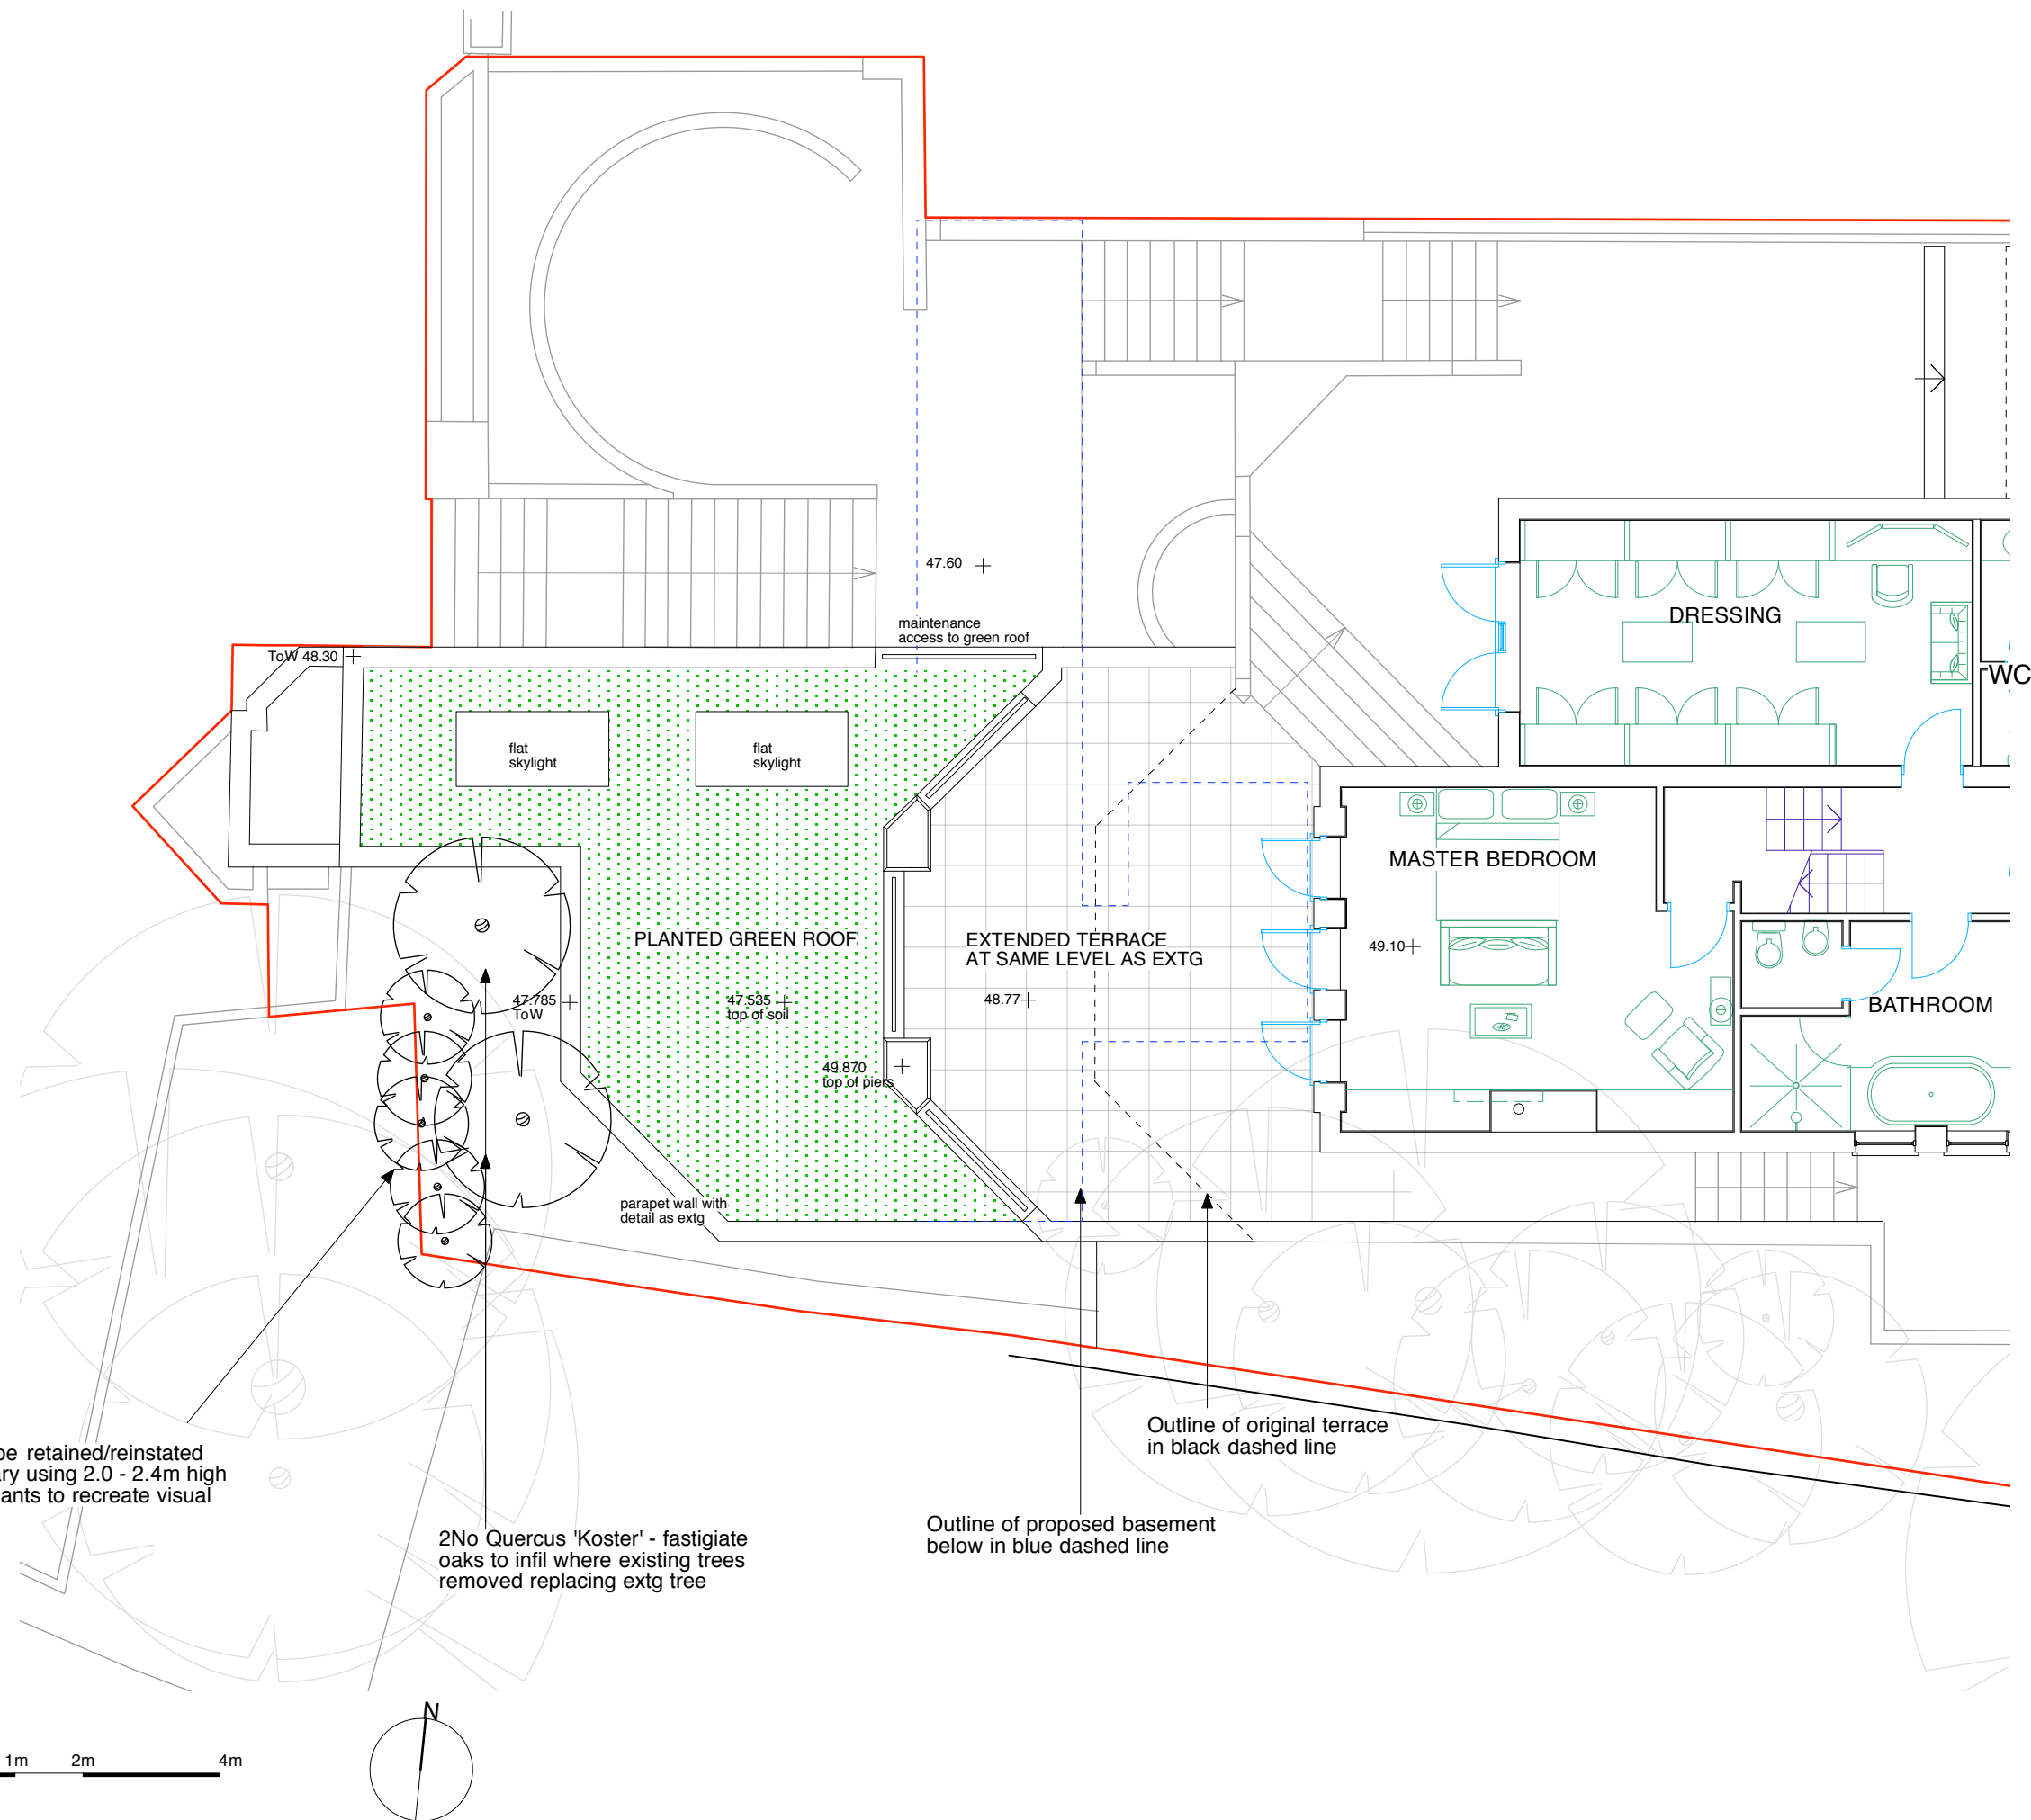 47.60
maintenance
access to green roof
DRESSING
ToW 48.30
WC
flat
skylight
flat
skylight
MASTER BEDROOM
PLANTED GREEN ROOF
EXTENDED TERRACE
AT SAME LEVEL AS EXTG
49.10
47.785
ToW
47.535
top of soil
48.77
BATHROOM
49.870
top of piers
parapet wall with
detail as extg
Outline of original terrace
in black dashed line
be retained/reinstated
ary using 2.0 - 2.4m high
ants to recreate visual
Outline of proposed basement
below in blue dashed line
2No Quercus 'Koster' - fastigiate
oaks to infil where existing trees
removed replacing extg tree
N
1m 2m 4m